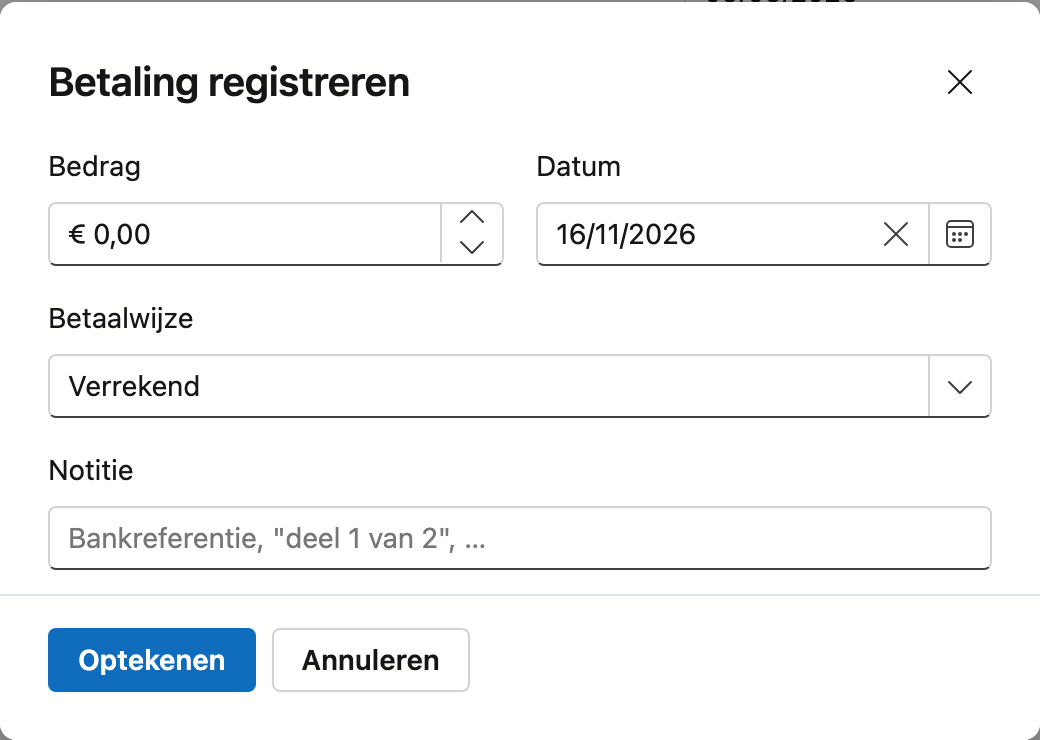 Betaling registreren
Bedrag
Datum
€ 0,00
16/11/2026
Betaalwijze
Verrekend
Notitie
Bankreferentie, "deel 1 van 2", ...
Optekenen
Annuleren